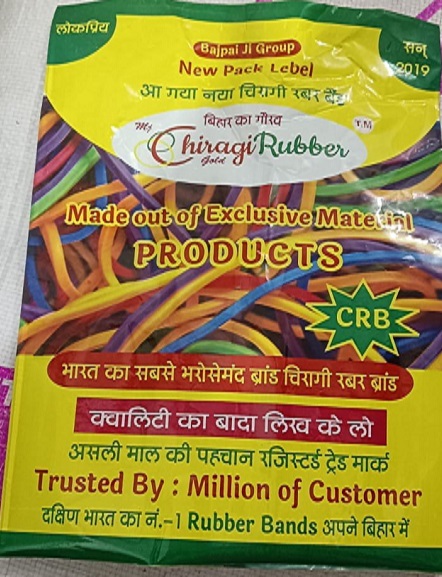 लोकप्रिय
सन्
2019
Bajpai Ji Group
New Pack Lebel
आ गया नया चिरागी रबर बैंड
बिहार का गौरव
M/s
T.M
Chiragi Rubber
Gold
Made out of Exclusive Material
PRODUCTS
CRB
भारत का सबसे भरोसेमंद ब्रांड चिरागी रबर ब्रांड
क्वालिटी का बादा लिख के लो
असली माल की पहचान रजिस्टर्ड ट्रेड मार्क
Trusted By : Million of Customer
दक्षिण भारत का नं.-1 Rubber Bands अपने बिहार में